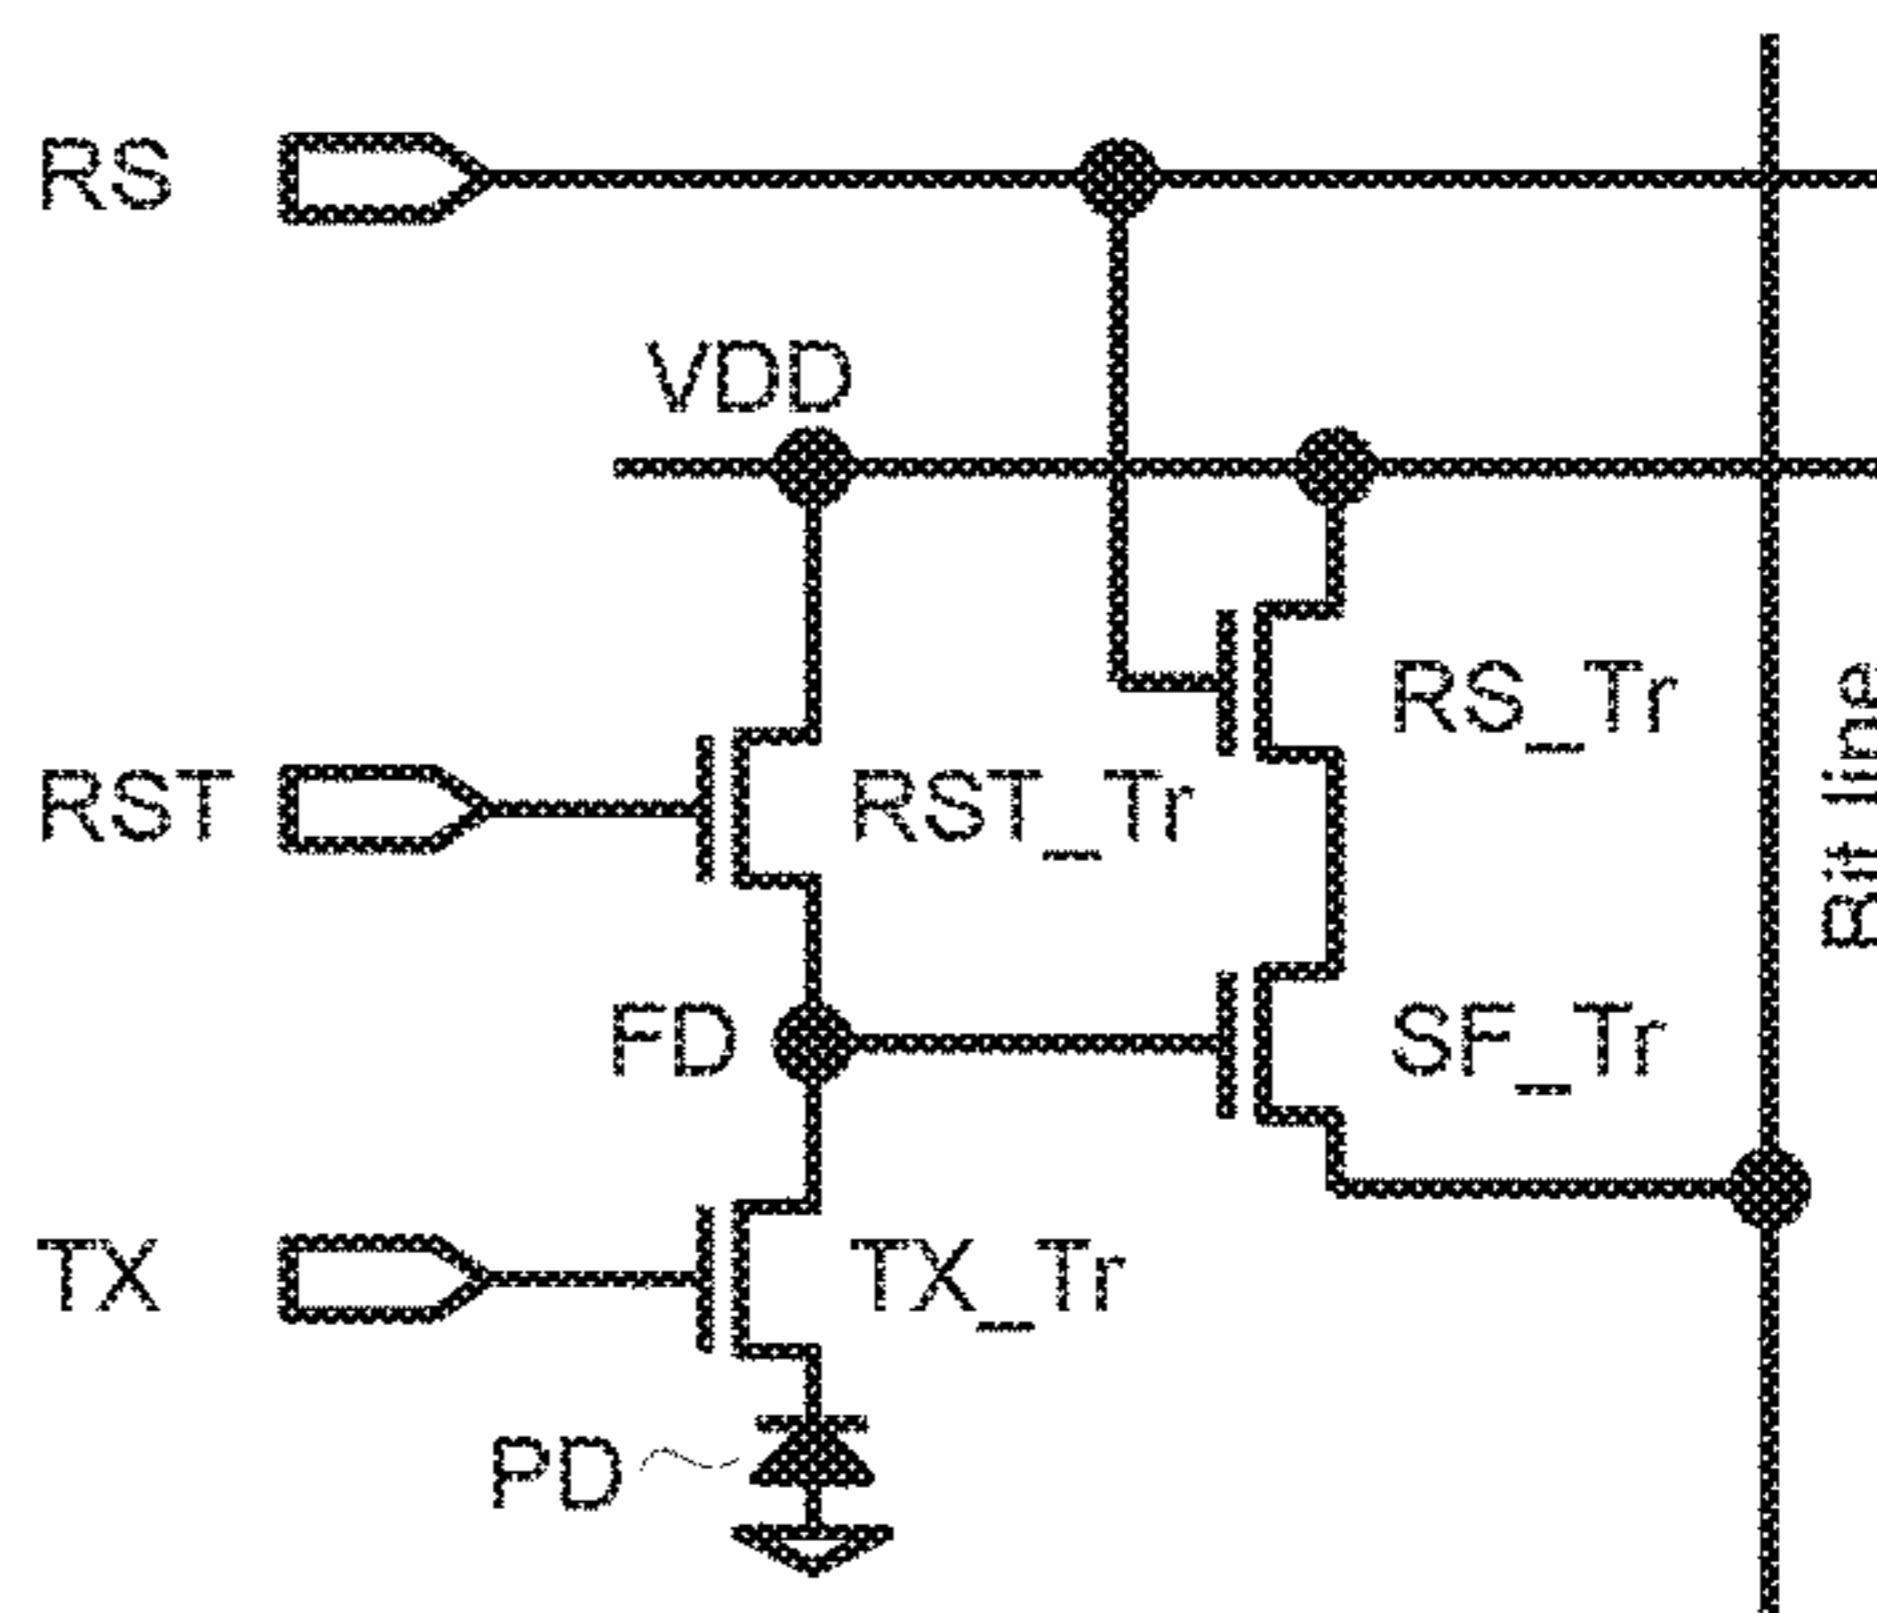 RS
VDD
RS_Tr
RST
RST_Tr
Bit line
FD
SF_Tr
TX
TX_Tr
PD